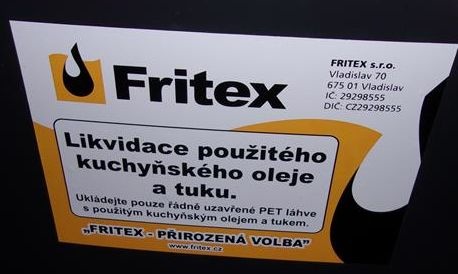 Fritex
FRITEX s.r.o.
Vladislav 70
675 01 Vladislav
IČ: 29298555
DIČ: CZ29298555
Likvidace použitého
kuchyňského oleje
a tuku.
Ukládejte pouze řádně uzavřené PET láhve
s použitým kuchyňským olejem a tukem.
„FRITEX - PŘIROZENÁ VOLBA"
www.fritex.cz